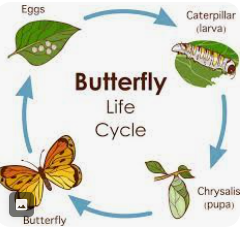 Eggs
Caterpillar
(larva)
Butterfly
Life
Cycle
Chrysalis
(pupa)
Butterfly